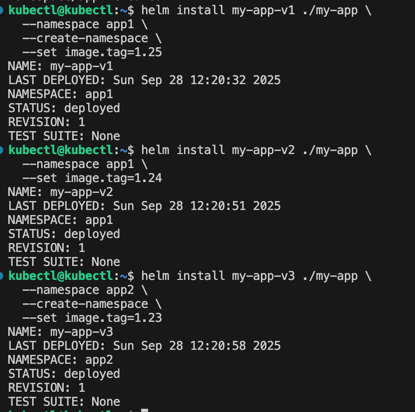 kubectl@kubectl:~$ helm install my-app-v1 ./my-app \
--namespace app1 \
--create-namespace \
--set image.tag=1.25
NAME: my-app-v1
LAST DEPLOYED: Sun Sep 28 12:20:32 2025
NAMESPACE: app1
STATUS: deployed
REVISION: 1
TEST SUITE: None
kubectl@kubectl:~$ helm install my-app-v2 ./my-app \
--namespace app1 \
--set image.tag=1.24
NAME: my-app-v2
LAST DEPLOYED: Sun Sep 28 12:20:51 2025
NAMESPACE: app1
STATUS: deployed
REVISION: 1
TEST SUITE: None
kubectl@kubectl:~$ helm install my-app-v3 ./my-app \
--namespace app2 \
--create-namespace \
--set image.tag=1.23
NAME: my-app-v3
LAST DEPLOYED: Sun Sep 28 12:20:58 2025
NAMESPACE: app2
STATUS: deployed
REVISION: 1
TEST SUITE: None